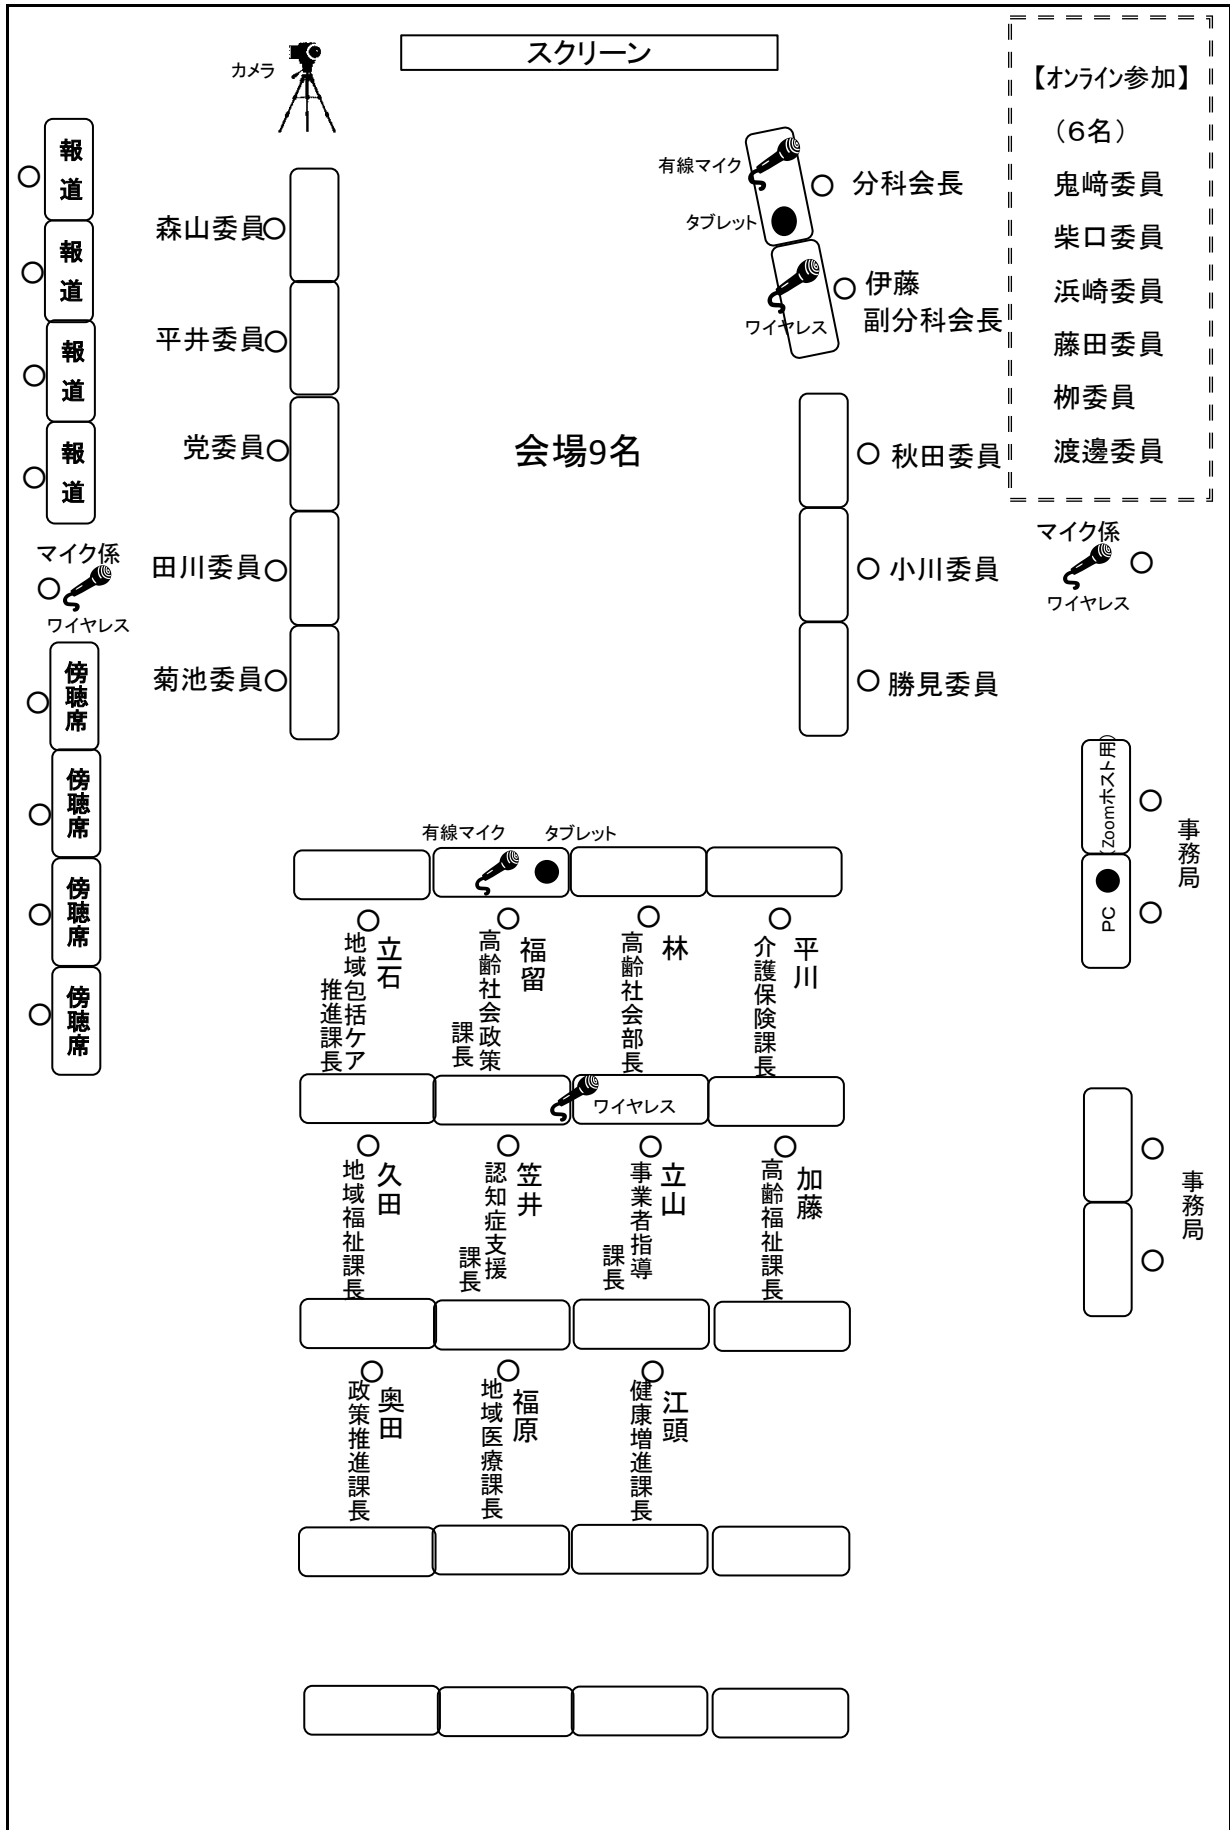 スクリーン
カメラ
【オンライン参加】
（６名）
鬼﨑委員
柴口委員
浜崎委員
藤田委員
栁委員
渡邊委員
報道
報道
報道
報道
マイク係
ワイヤレス
傍聴席
傍聴席
傍聴席
傍聴席
森山委員
平井委員
党委員
田川委員
菊池委員
会場9名
有線マイク
タブレット
ワイヤレス
分科会長
伊藤
副分科会長
秋田委員
小川委員
勝見委員
マイク係
ワイヤレス
（Zoomホスト用）
PC
事務局
事務局
有線マイク
タブレット
立石
地域包括ケア
推進課長
福留
高齢社会政策
課長
林
高齢社会部長
平川
介護保険課長
ワイヤレス
久田
地域福祉課長
笠井
認知症支援
課長
立山
事業者指導
課長
加藤
高齢福祉課長
奥田
政策推進課長
福原
地域医療課長
江頭
健康増進課長